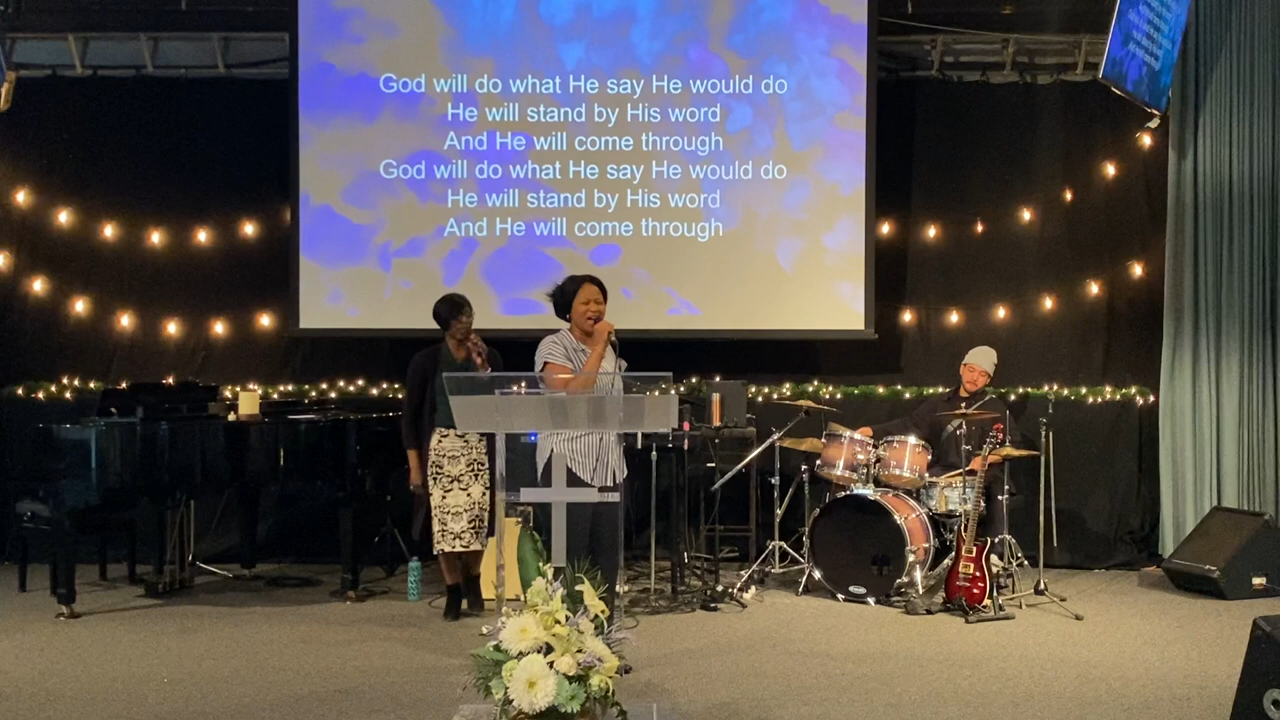 God will do what He say He would do
He will stand by His word
And He will come through
God will do what He say He would do
He will stand by His word
And He will come through